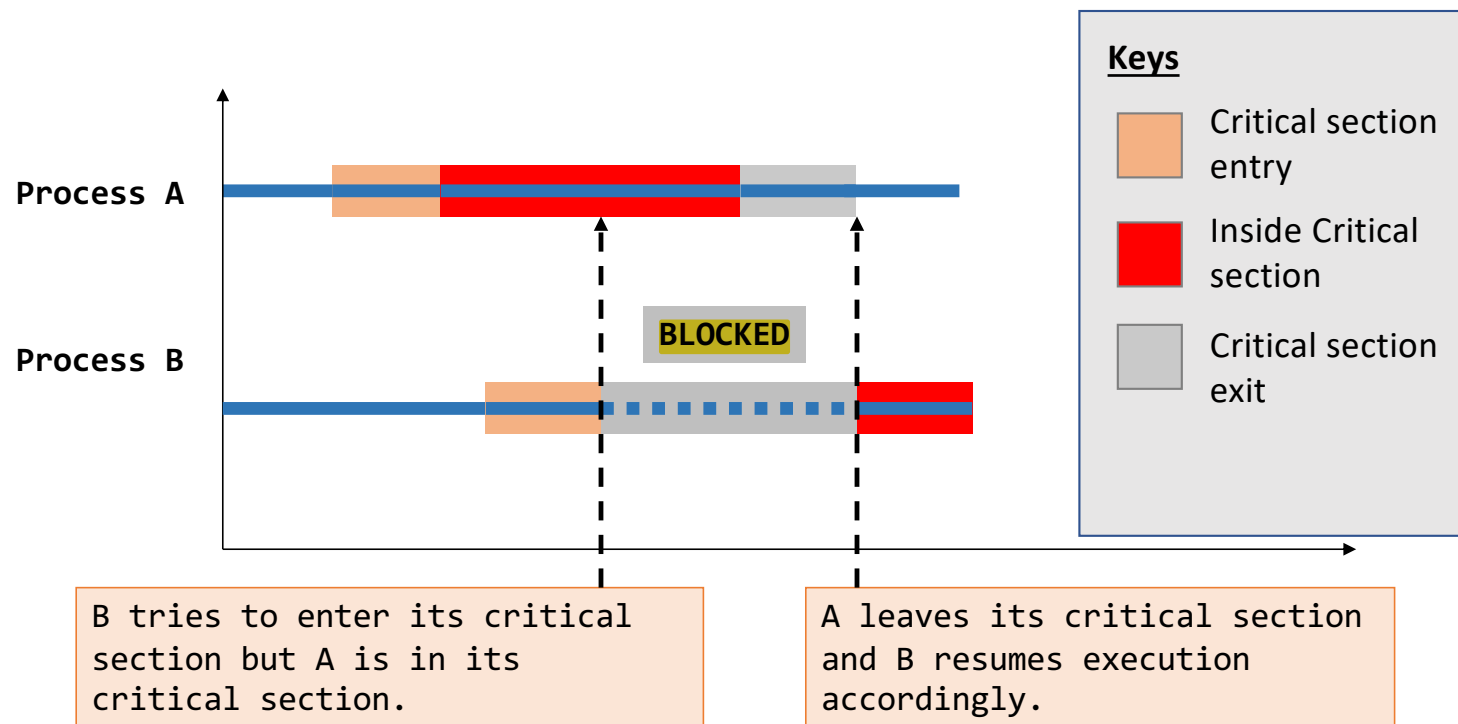 Keys
Critical section
entry
Inside Critical
section
Critical section
exit
Process A
BLOCKED
Process B
B tries to enter its critical
section but A is in its
critical section.
A leaves its critical section
and B resumes execution
accordingly.